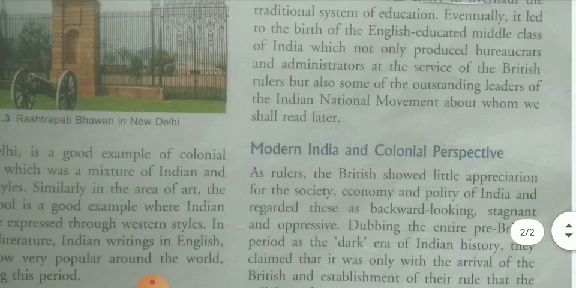 .3 Rashtrapati Bhawan in New Delhi
lhi, is a good example of colonial
which was a mixture of Indian and
yles. Similarly in the area of art, the
ool is a good example where Indian
e expressed through western styles. In
literature, Indian writings in English,
ow very popular around the world,
g this period.
traditional system of education. Eventually, it led
to the birth of the English-educated middle class
of India which not only produced bureaucrats
and administrators at the service of the British
rulers but also some of the outstanding leaders of
the Indian National Movement about whom we
shall read later.
Modern India and Colonial Perspective
As rulers, the British showed little appreciation
for the society, economy and polity of India and
regarded these as backward-looking, stagnant
and oppressive. Dubbing the entire pre-Br
period as the 'dark' era of Indian history, they
claimed that it was only with the arrival of the
British and establishment of their rule that the
2/2